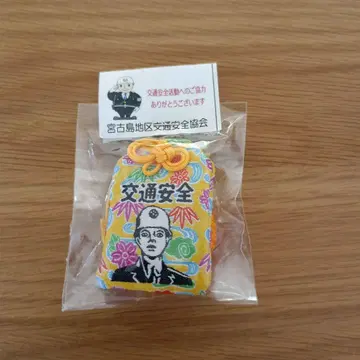 交通安全活動へのご協力
ありがとうございます
宮古島地区交通安全協会
交通安全